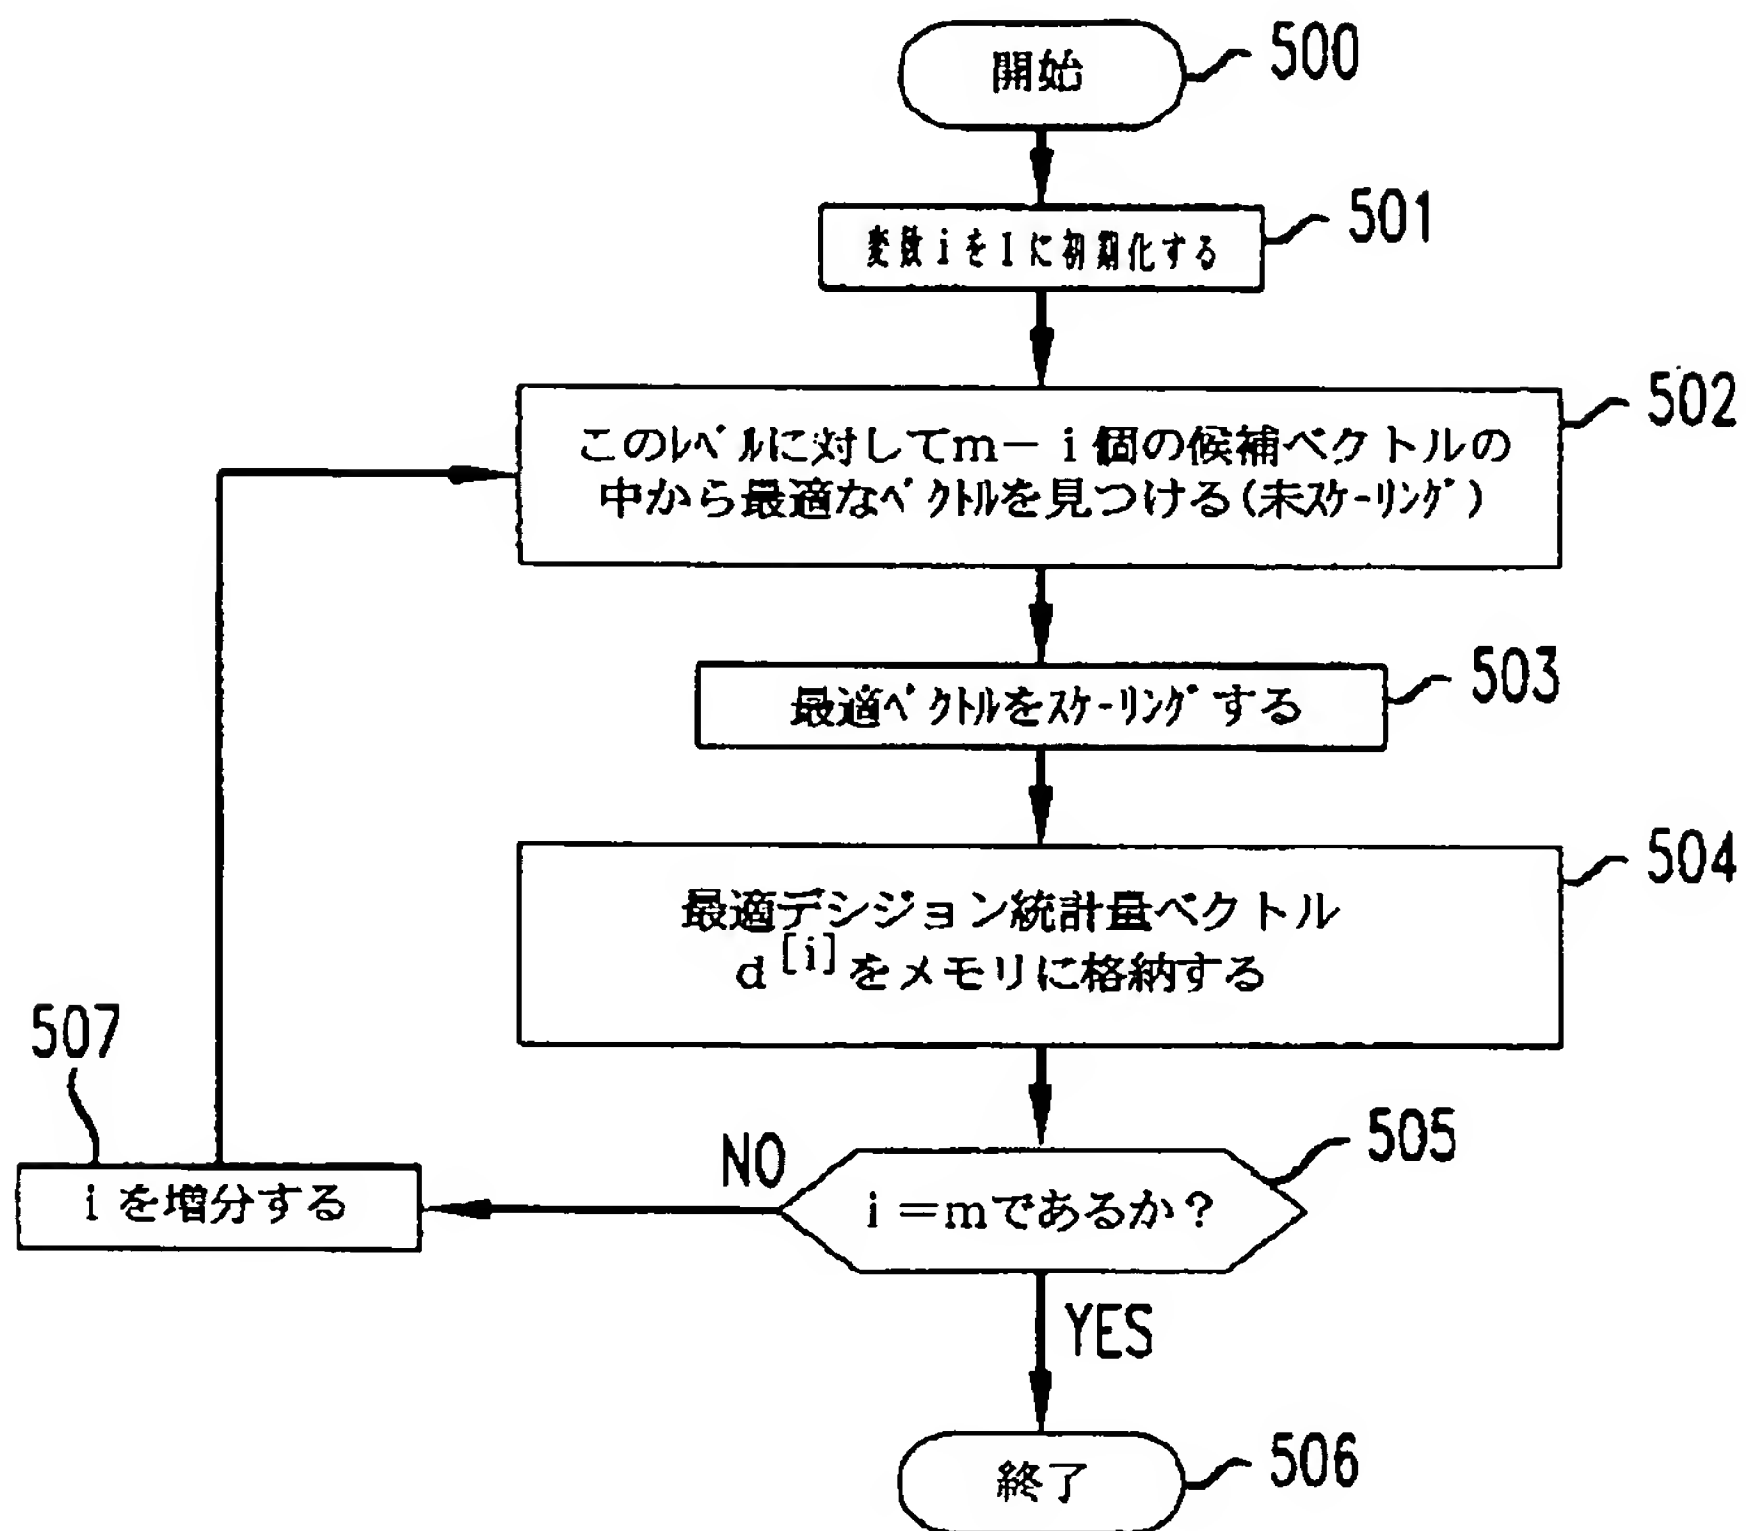 開始
500
変数iを1に初期化する
501
このﾚﾍﾞﾙに対してm－i個の候補ベクトルの
中から最適なﾍﾞｸﾄﾙを見つける(未ｽｹｰﾘﾝｸﾞ)
502
最適ﾍﾞｸﾄﾙをｽｹｰﾘﾝｸﾞする
503
最適デシジョン統計量ベクトル
d[i]をメモリに格納する
504
i＝mであるか？
505
NO
507
iを増分する
YES
終了
506